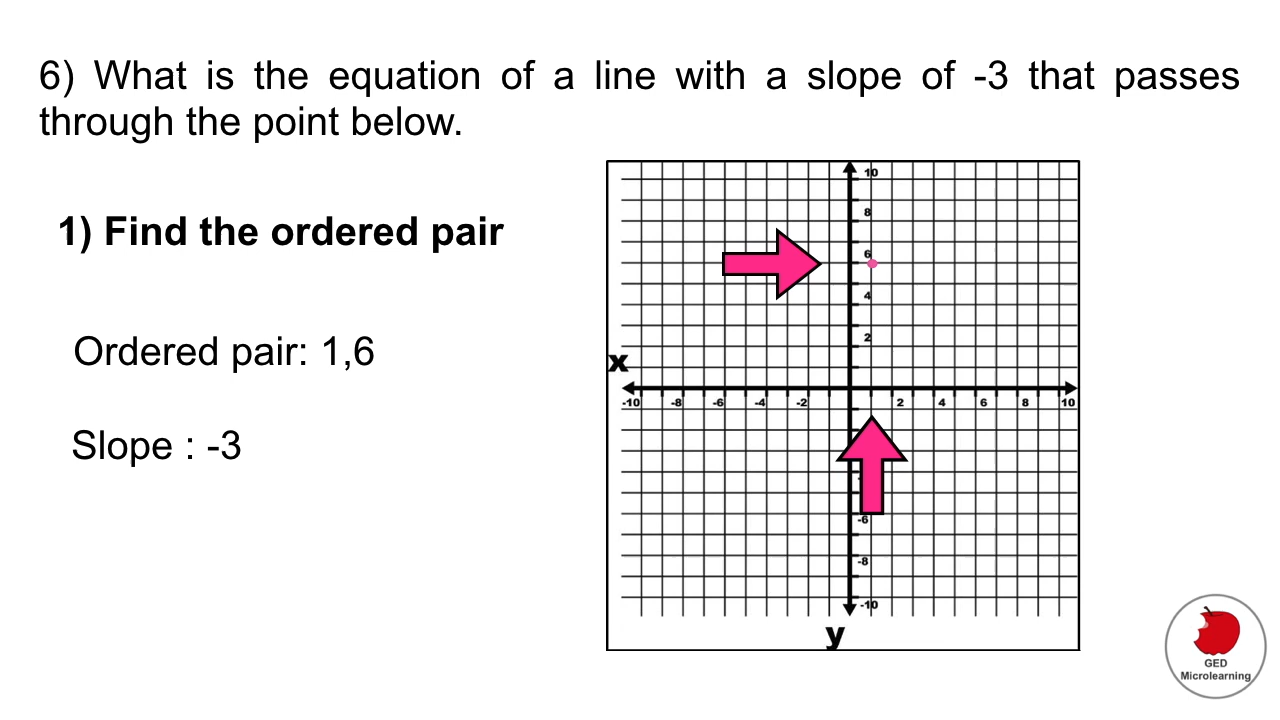 6) What is the equation of a line with a slope of -3 that passes
through the point below.
1) Find the ordered pair
Ordered pair: 1,6
Slope : -3
10
8
6
4
2
x
-10 -8 -6 -4 -2 2 4 6 8 10
-6
-8
-10
y
GED
Microlearning